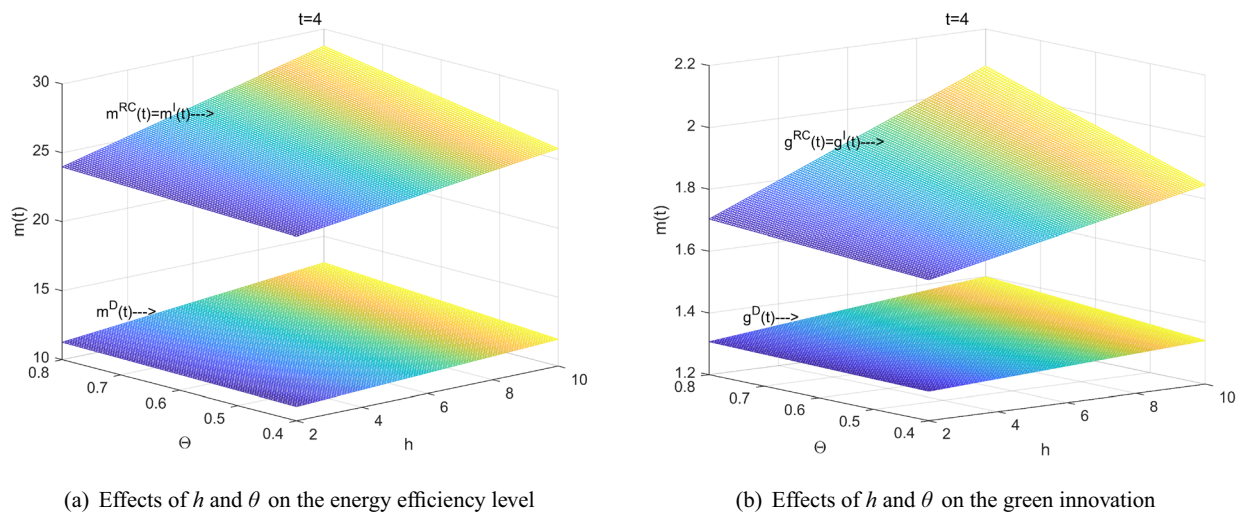 t=4
30
25
20
15
10
m(t)
m^RC(t)=m^I(t)--->
m^D(t)--->
0.8
0.7
0.6
0.5
0.4
Θ
2
4
6
8
10
h
(a) Effects of h and θ on the energy efficiency level
t=4
2.2
2
1.8
1.6
1.4
1.2
m(t)
g^RC(t)=g^I(t)--->
g^D(t)--->
0.8
0.7
0.6
0.5
0.4
Θ
2
4
6
8
10
h
(b) Effects of h and θ on the green innovation